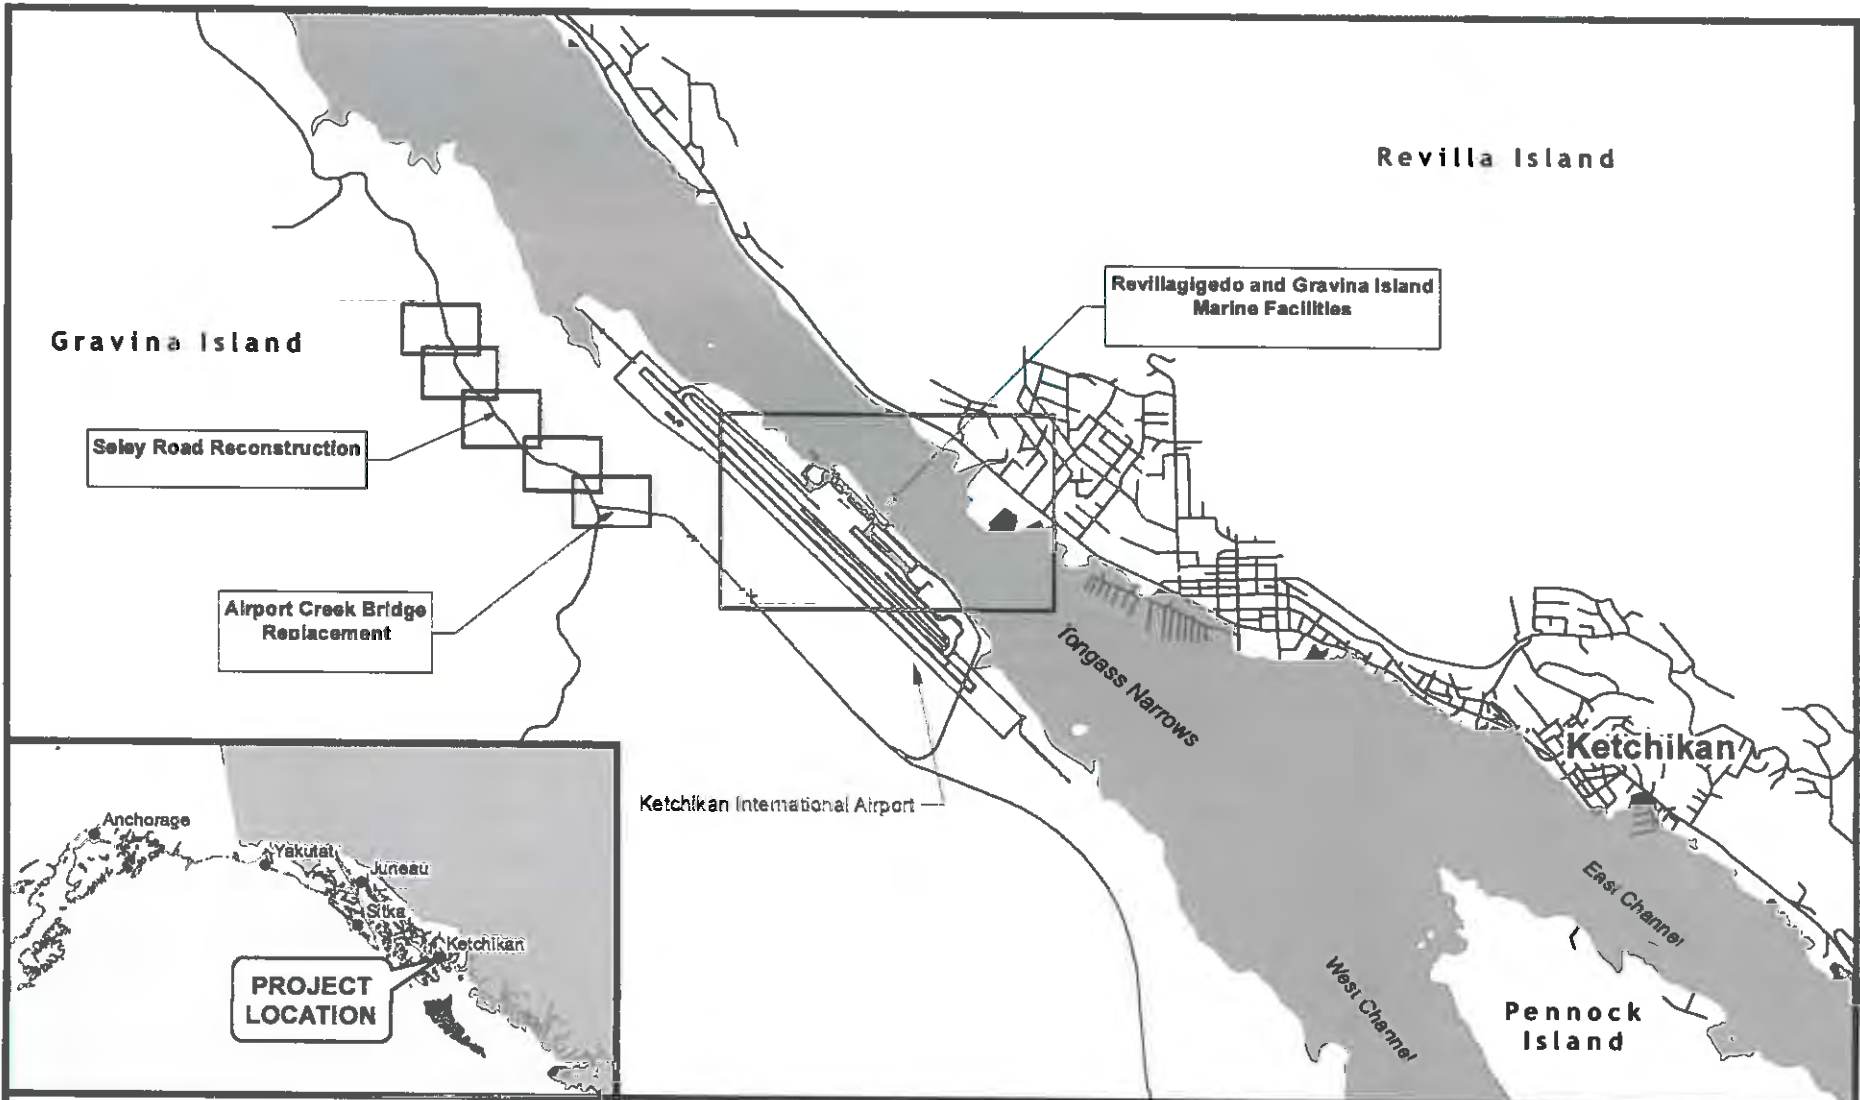 Revilla Island
Revillagigedo and Gravina Island
Marine Facilities
Gravina Island
Seley Road Reconstruction
Airport Creek Bridge
Replacement
Tongass Narrows
Ketchikan
Ketchikan International Airport
East Channel
West Channel
Pennock
Island
Anchorage
Yakutat
Juneau
Sitka
Ketchikan
PROJECT
LOCATION